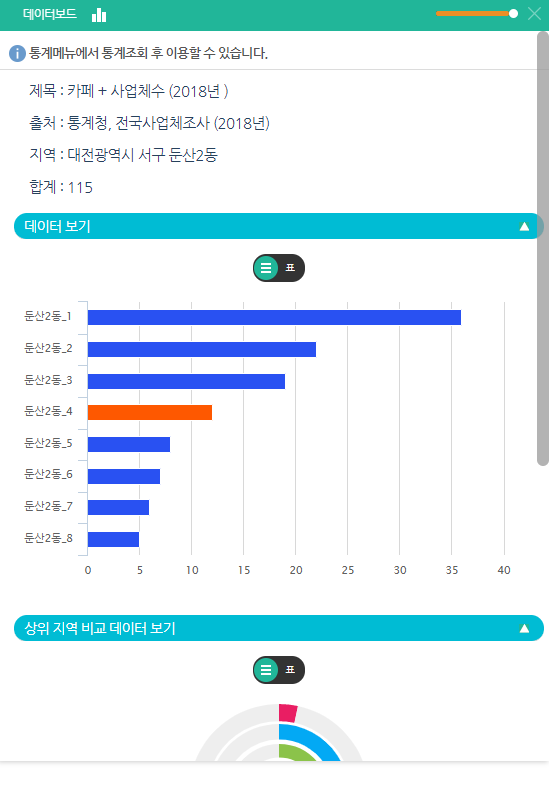 데이터보드
통계메뉴에서 통계조회 후 이용할 수 있습니다.
제목 : 카페 + 사업체수 (2018년 )
출처 : 통계청, 전국사업체조사 (2018년)
지역 : 대전광역시 서구 둔산2동
합계 : 115
데이터 보기
표
둔산2동_1
둔산2동_2
둔산2동_3
둔산2동_4
둔산2동_5
둔산2동_6
둔산2동_7
둔산2동_8
0 5 10 15 20 25 30 35 40
상위 지역 비교 데이터 보기
표